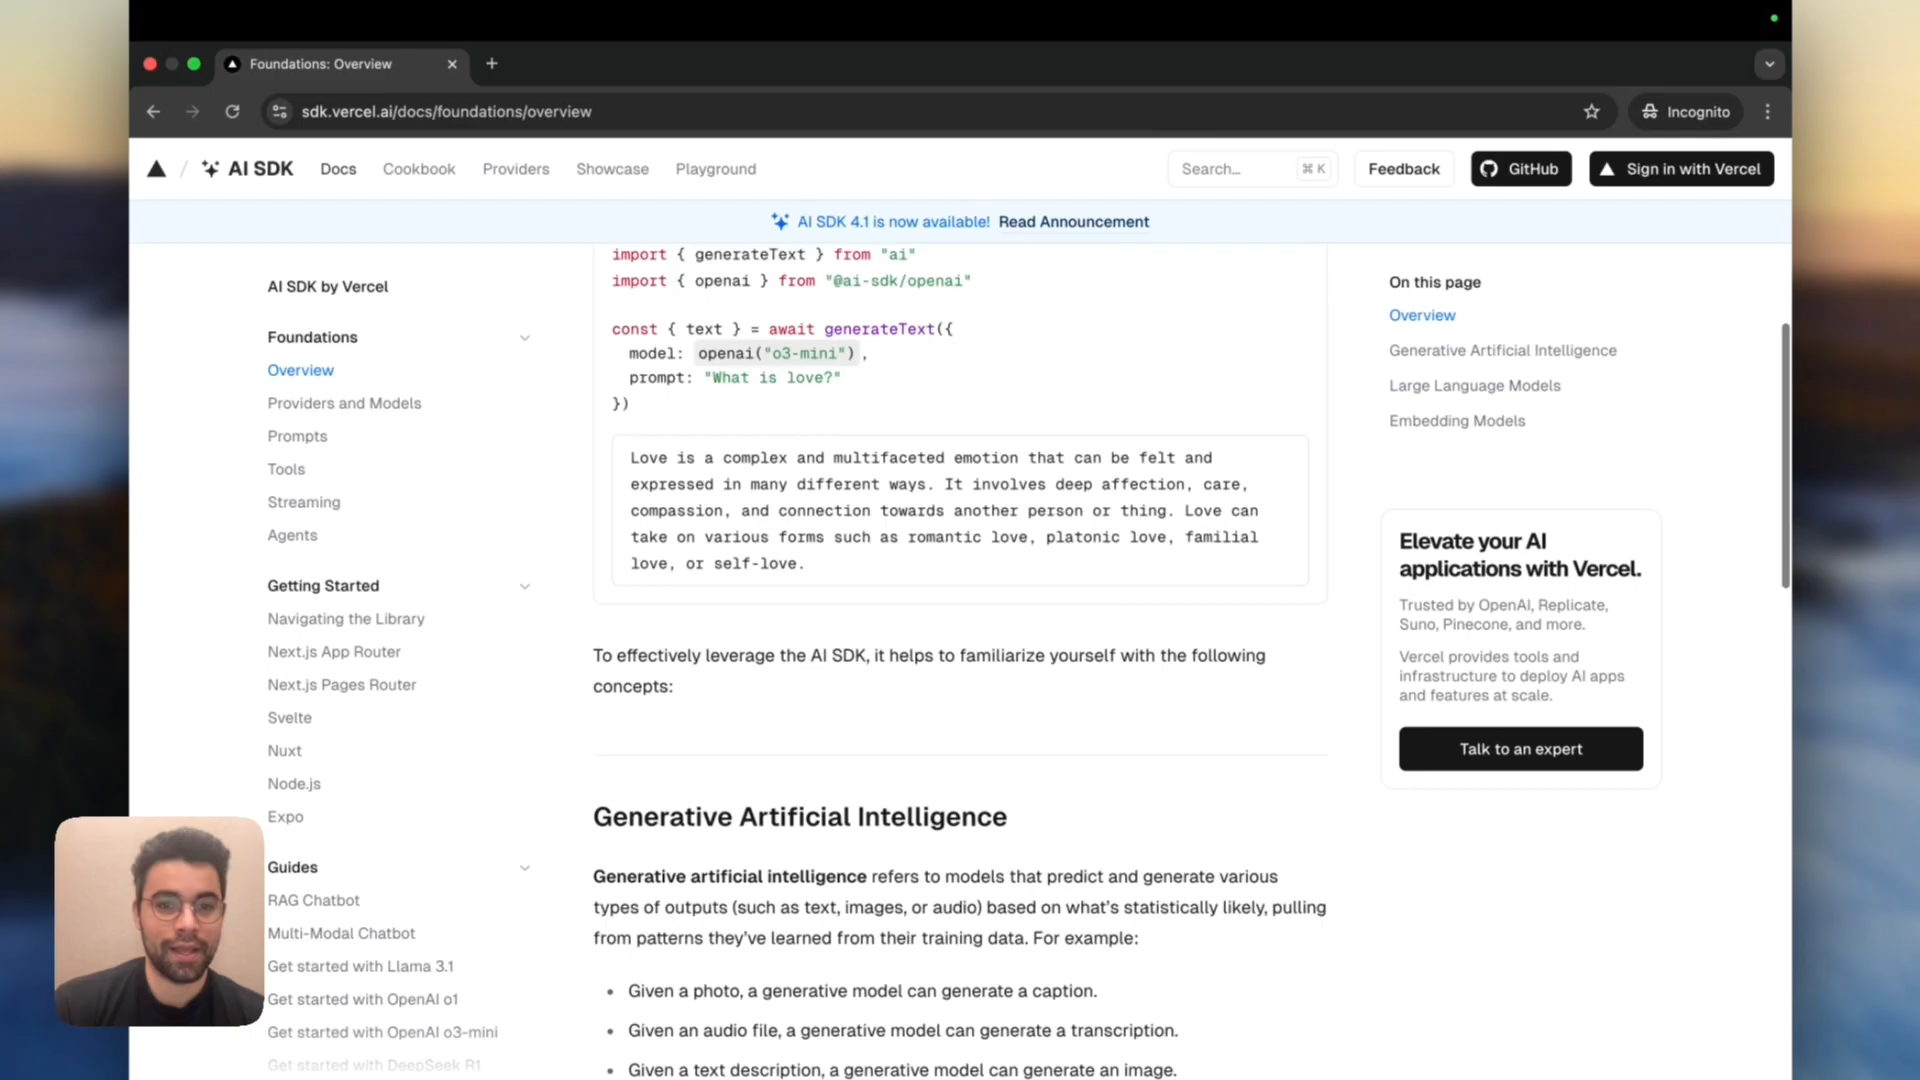 Foundations: Overview
sdk.vercel.ai/docs/foundations/overview
Incognito
AI SDK
Docs
Cookbook
Providers
Showcase
Playground
Search...
⌘ K
Feedback
GitHub
Sign in with Vercel
AI SDK 4.1 is now available! Read Announcement
AI SDK by Vercel
Foundations
Overview
Providers and Models
Prompts
Tools
Streaming
Agents
Getting Started
Navigating the Library
Next.js App Router
Next.js Pages Router
Svelte
Nuxt
Node.js
Expo
Guides
RAG Chatbot
Multi-Modal Chatbot
Get started with Llama 3.1
Get started with OpenAI o1
Get started with OpenAI o3-mini
Get started with DeepSeek R1
import { generateText } from "ai"
import { openai } from "@ai-sdk/openai"
const { text } = await generateText({
model: openai("o3-mini"),
prompt: "What is love?"
})
Love is a complex and multifaceted emotion that can be felt and
expressed in many different ways. It involves deep affection, care,
compassion, and connection towards another person or thing. Love can
take on various forms such as romantic love, platonic love, familial
love, or self-love.
To effectively leverage the AI SDK, it helps to familiarize yourself with the following
concepts:
Generative Artificial Intelligence
Generative artificial intelligence refers to models that predict and generate various
types of outputs (such as text, images, or audio) based on what's statistically likely, pulling
from patterns they've learned from their training data. For example:
• Given a photo, a generative model can generate a caption.
• Given an audio file, a generative model can generate a transcription.
• Given a text description, a generative model can generate an image.
On this page
Overview
Generative Artificial Intelligence
Large Language Models
Embedding Models
Elevate your AI
applications with Vercel.
Trusted by OpenAI, Replicate,
Suno, Pinecone, and more.
Vercel provides tools and
infrastructure to deploy AI apps
and features at scale.
Talk to an expert